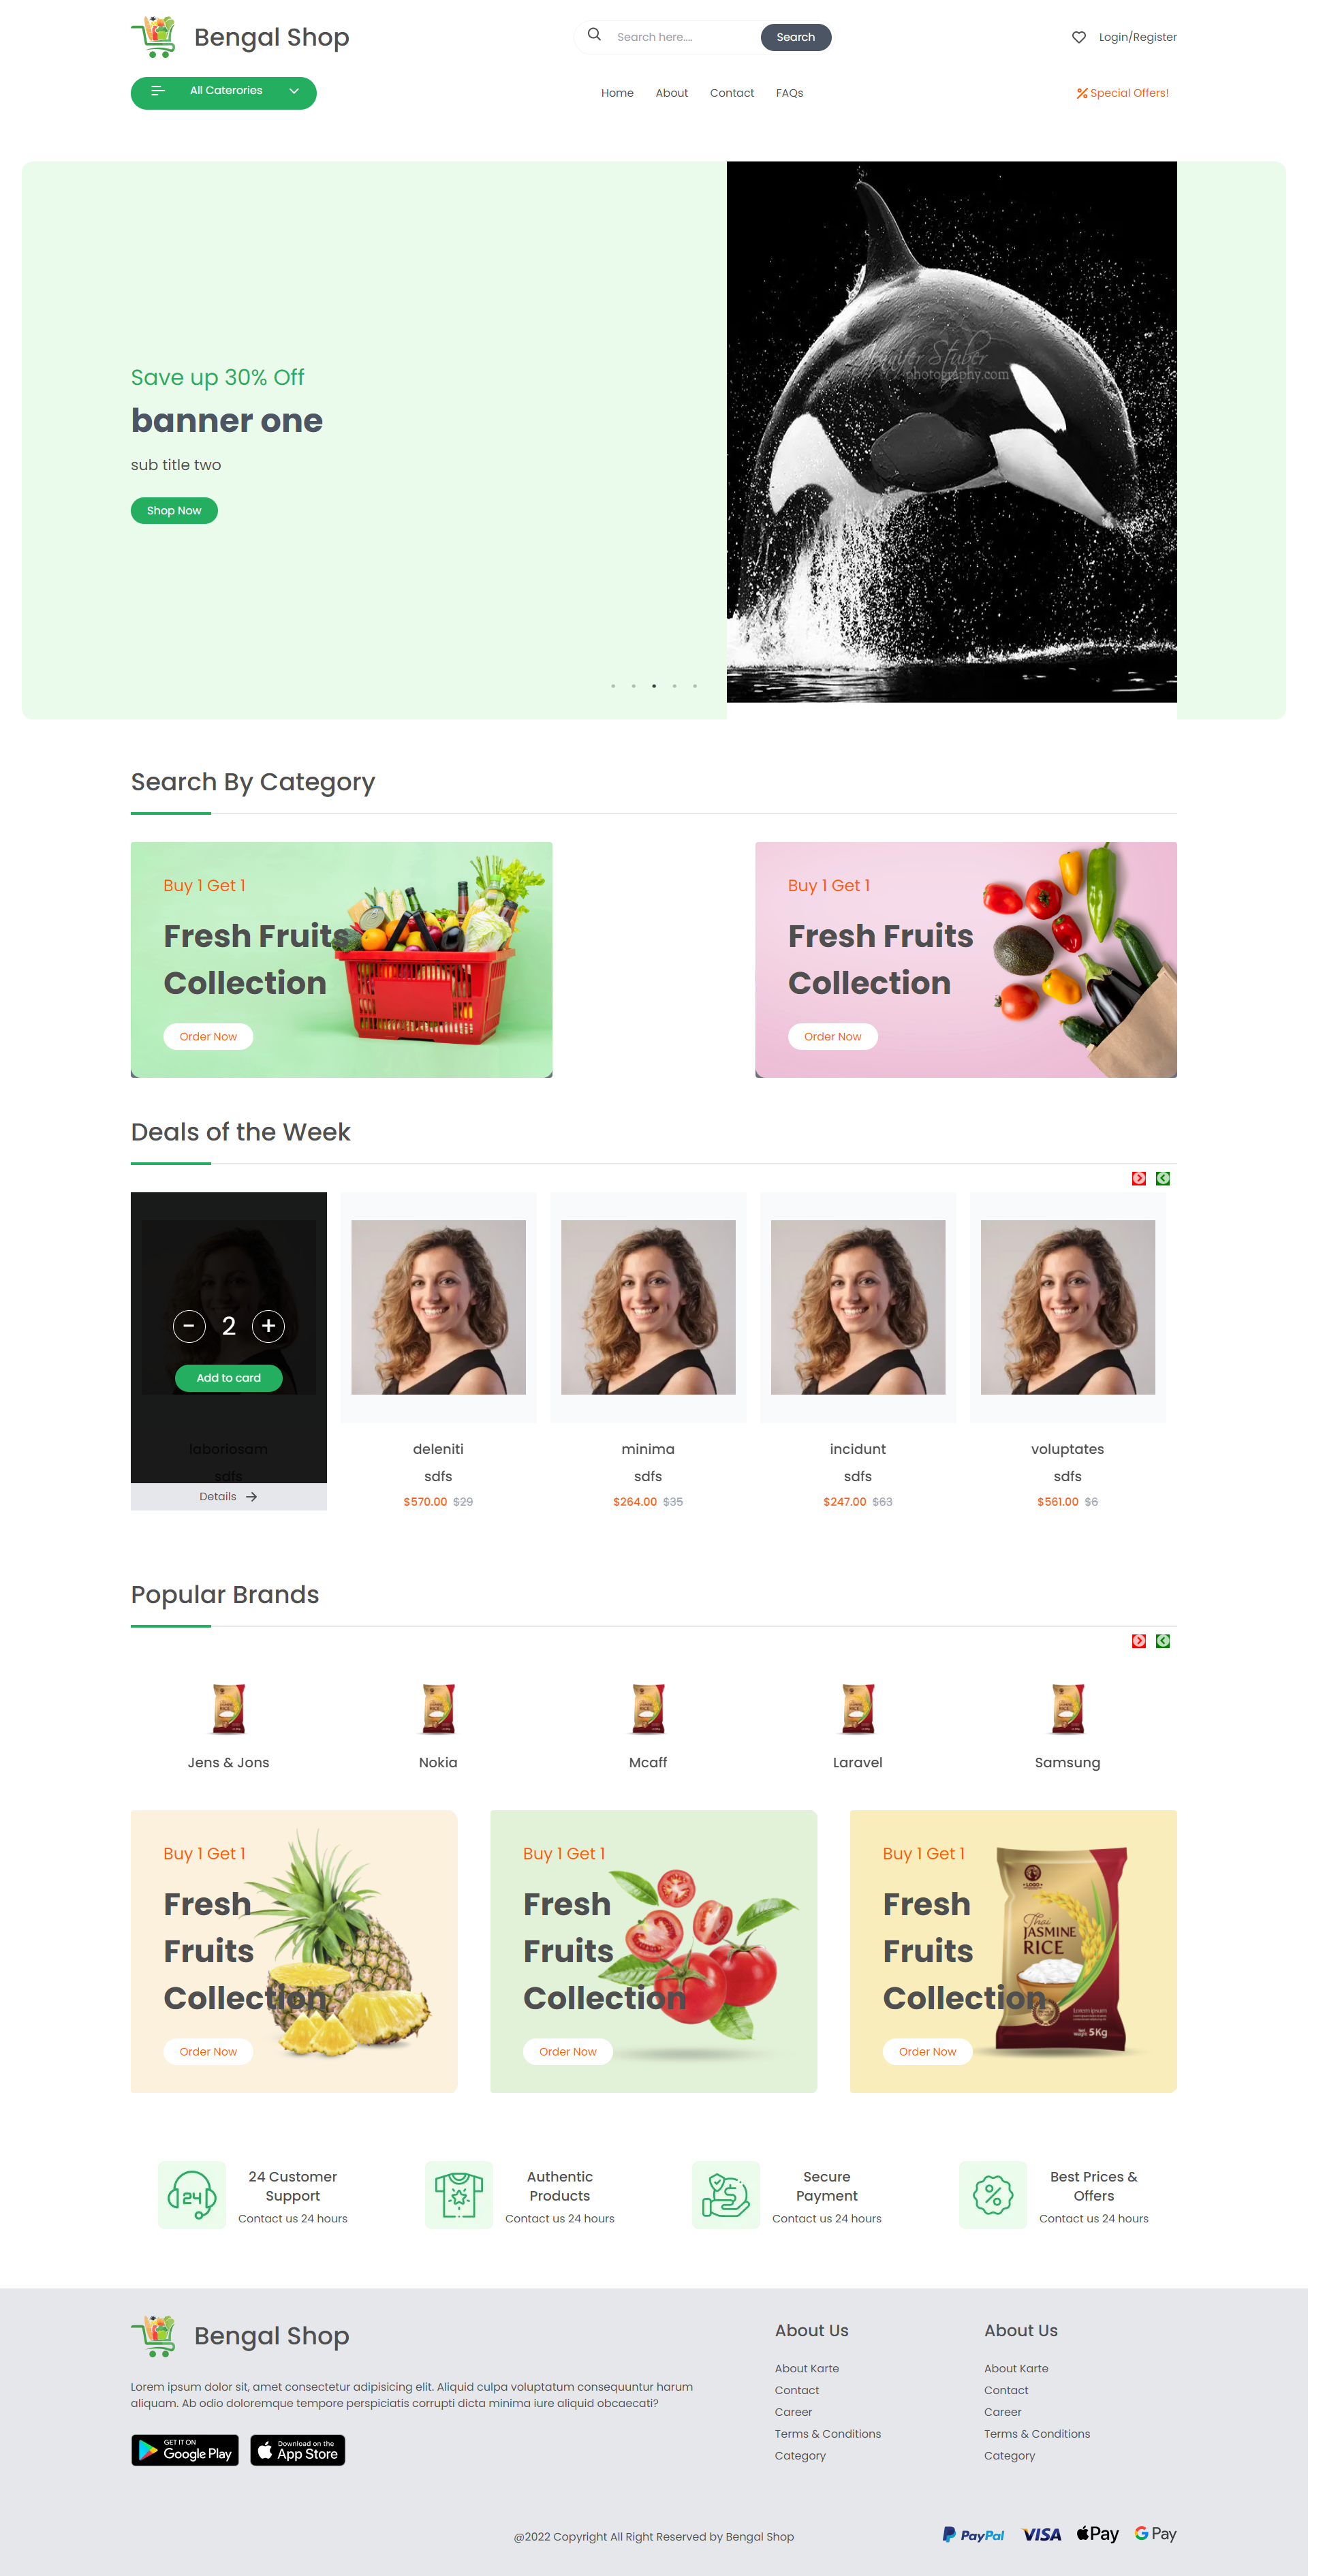 Bengal Shop
Search here....
Search
Login/Register
All Caterories
Home
About
Contact
FAQs
Special Offers!
Save up 30% Off
banner one
sub title two
Shop Now
Jennifer Stuber
photography.com
Search By Category
Buy 1 Get 1
Fresh Fruits
Collection
Order Now
Buy 1 Get 1
Fresh Fruits
Collection
Order Now
Deals of the Week
- 2 +
Add to card
laboriosam
sdfs
Details
deleniti
sdfs
$570.00 $29
minima
sdfs
$264.00 $35
incidunt
sdfs
$247.00 $63
voluptates
sdfs
$561.00 $6
Popular Brands
Jens & Jons
Nokia
Mcaff
Laravel
Samsung
Buy 1 Get 1
Fresh
Fruits
Collection
Order Now
Buy 1 Get 1
Fresh
Fruits
Collection
Order Now
Buy 1 Get 1
Fresh
Fruits
Collection
Order Now
LOGO
Thai
JASMINE
RICE
5Kg
24
24 Customer
Support
Contact us 24 hours
Authentic
Products
Contact us 24 hours
Secure
Payment
Contact us 24 hours
Best Prices &
Offers
Contact us 24 hours
Bengal Shop
Lorem ipsum dolor sit, amet consectetur adipisicing elit. Aliquid culpa voluptatum consequuntur harum
aliquam. Ab odio doloremque tempore perspiciatis corrupti dicta minima iure aliquid obcaecati?
GET IT ON
Google Play
Download on the
App Store
About Us
About Karte
Contact
Career
Terms & Conditions
Category
About Us
About Karte
Contact
Career
Terms & Conditions
Category
@2022 Copyright All Right Reserved by Bengal Shop
PayPal
VISA
Pay
G Pay